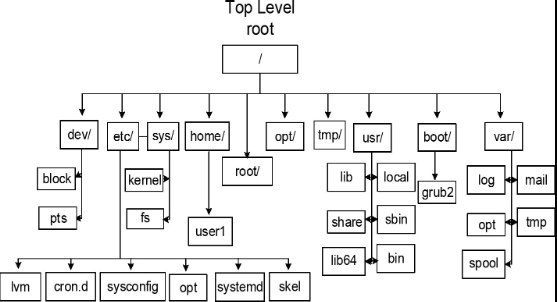 Top Level
root
/
dev/ etc/ sys/ home/ opt/ tmp/ usr/ boot/ var/
root/
block kernel lib local grub2 log mail
pts fs user1 share sbin opt tmp
lib64 bin spool
lvm cron.d sysconfig opt systemd skel